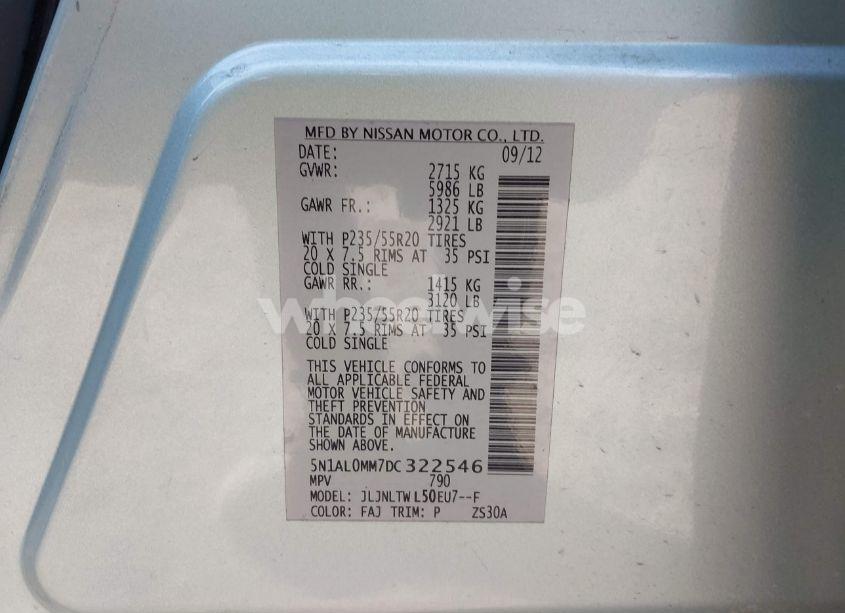 MFD BY NISSAN MOTOR CO., LTD.
DATE: 09/12
GVWR: 2715 KG
5986 LB
GAWR FR.: 1325 KG
2921 LB
WITH P235/55R20 TIRES
20 X 7.5 RIMS AT 35 PSI
COLD SINGLE
GAWR RR.: 1415 KG
3120 LB
WITH P235/55R20 TIRES
20 X 7.5 RIMS AT 35 PSI
COLD SINGLE
wheelwise
THIS VEHICLE CONFORMS TO
ALL APPLICABLE FEDERAL
MOTOR VEHICLE SAFETY AND
THEFT PREVENTION
STANDARDS IN EFFECT ON
THE DATE OF MANUFACTURE
SHOWN ABOVE.
5N1AL0MM7DC322546
MPV 790
MODEL: JLJNLTWL50EU7--F
COLOR: FAJ TRIM: P ZS30A